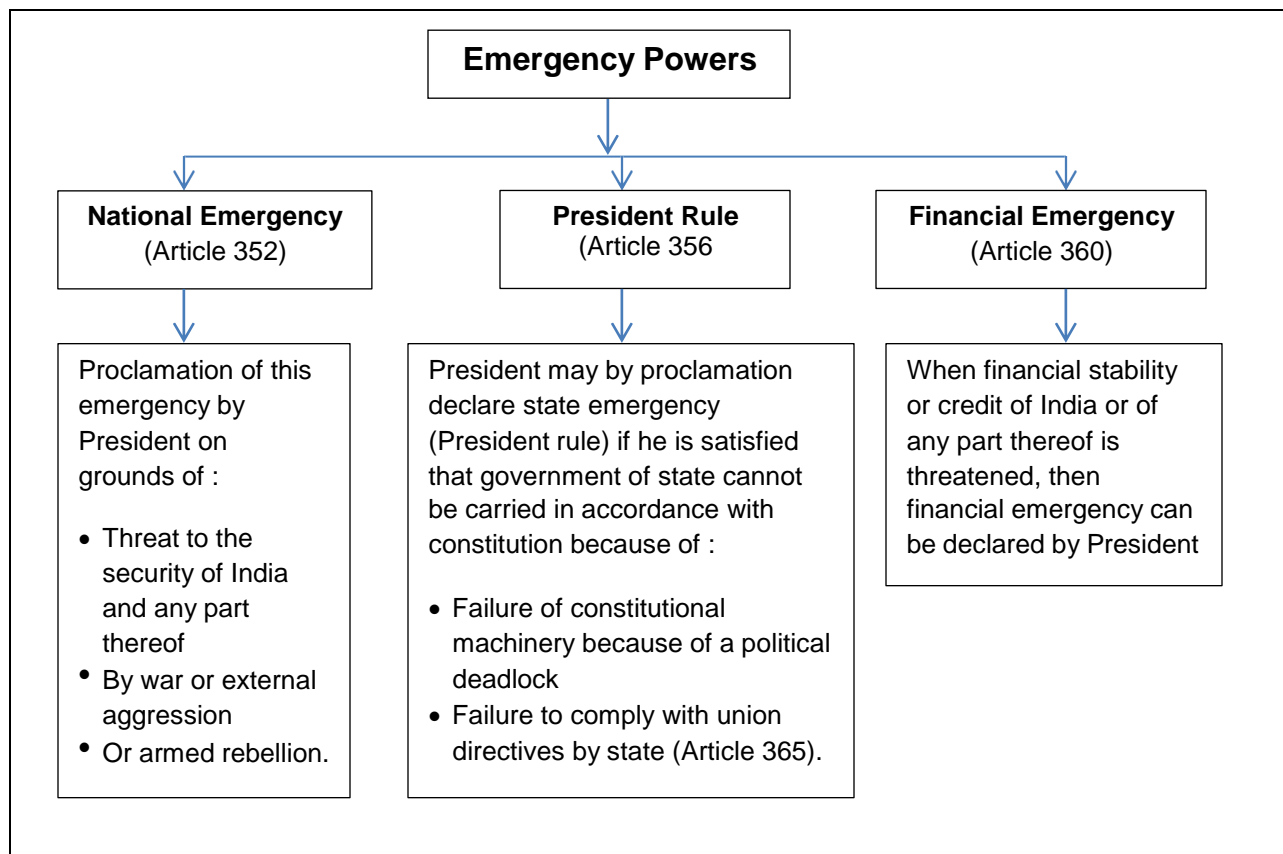 Emergency Powers
National Emergency
(Article 352)
President Rule
(Article 356
Financial Emergency
(Article 360)
Proclamation of this
emergency by
President on
grounds of :
• Threat to the
security of India
and any part
thereof
• By war or external
aggression
• Or armed rebellion.
President may by proclamation
declare state emergency
(President rule) if he is satisfied
that government of state cannot
be carried in accordance with
constitution because of :
• Failure of constitutional
machinery because of a political
deadlock
• Failure to comply with union
directives by state (Article 365).
When financial stability
or credit of India or of
any part thereof is
threatened, then
financial emergency can
be declared by President